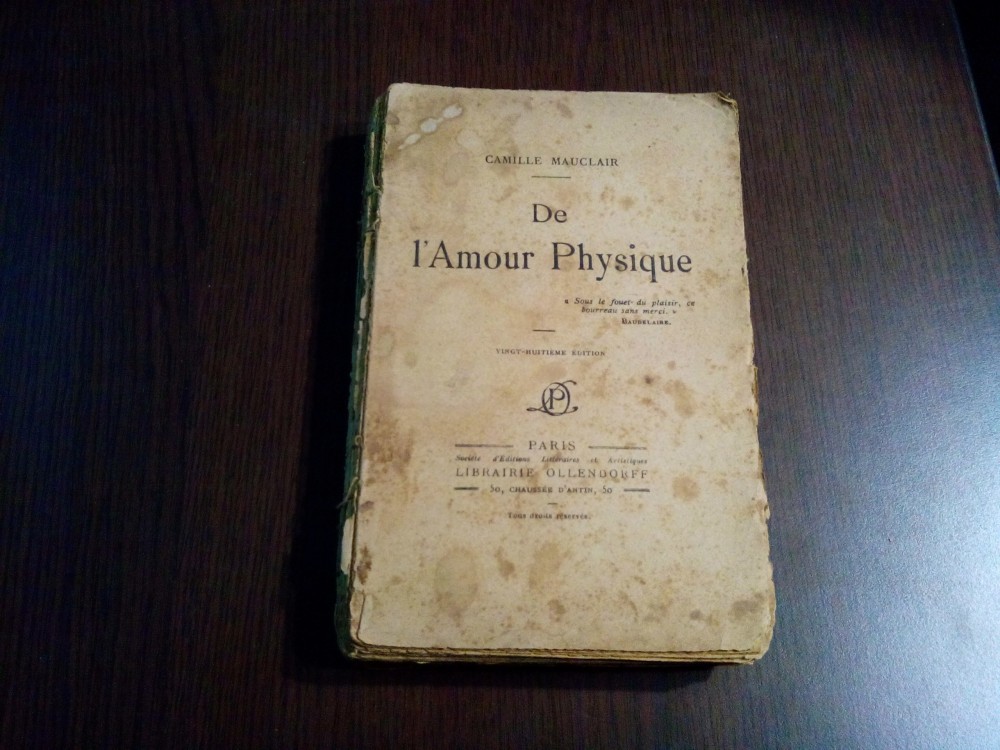 CAMILLE MAUCLAIR
De
l'Amour Physique
« Sous le fouet du plaisir, ce
bourreau sans merci. »
BAUDELAIRE.
VINGT-HUITIÈME ÉDITION
PARIS
Société d'Éditions Littéraires et Artistiques
LIBRAIRIE OLLENDORFF
50, CHAUSSÉE D'ANTIN, 50
Tous droits réservés.